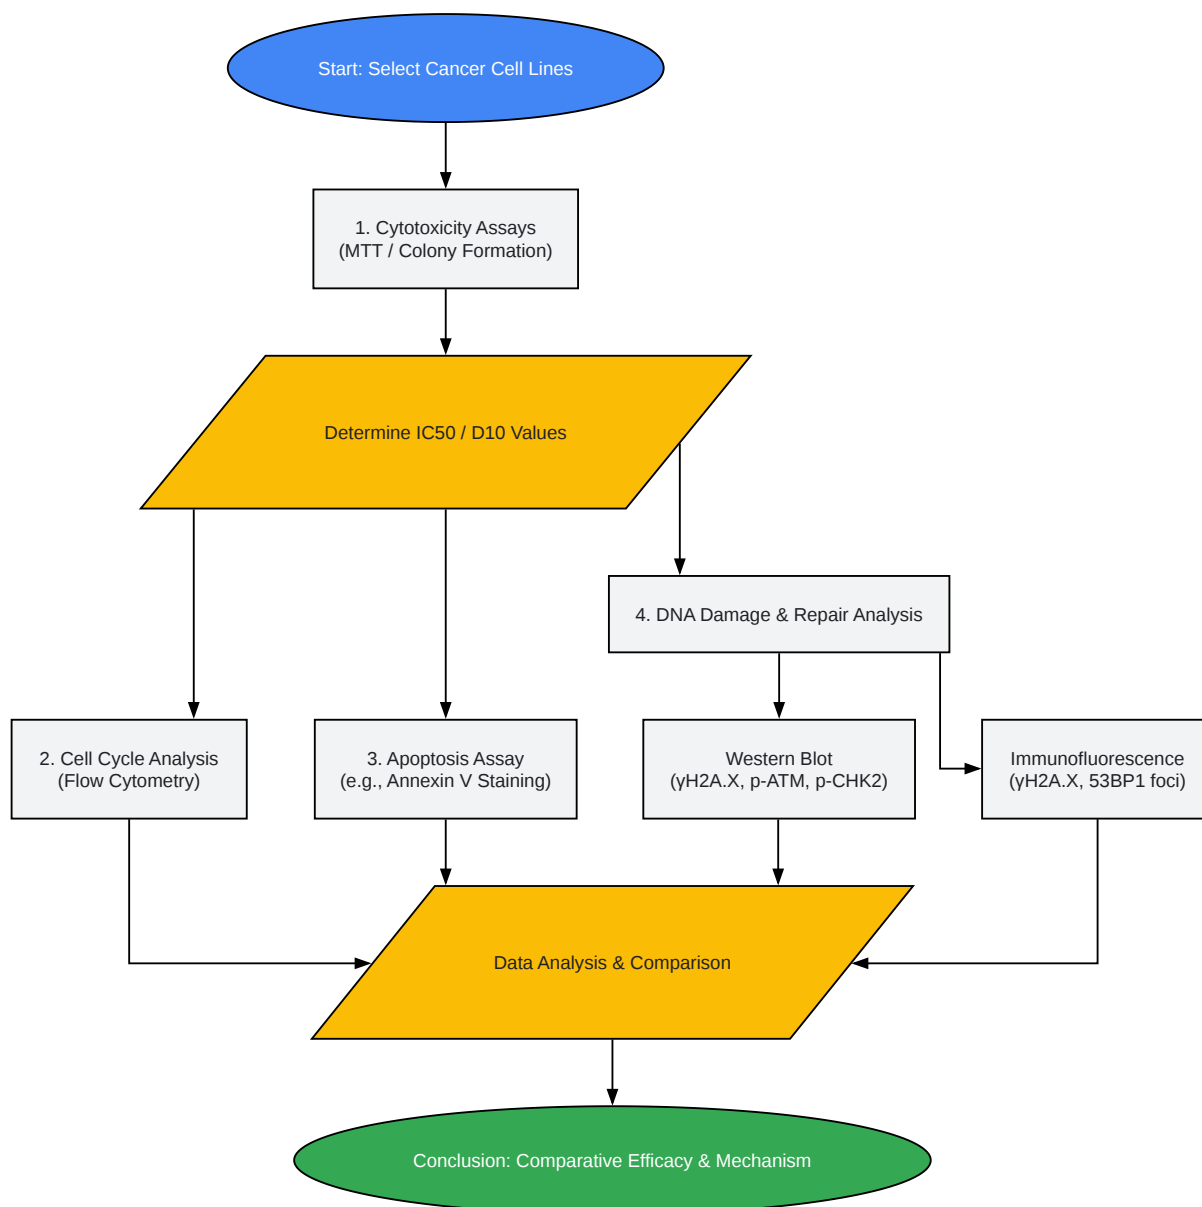 Start: Select Cancer Cell Lines
1. Cytotoxicity Assays
(MTT / Colony Formation)
Determine IC50 / D10 Values
4. DNA Damage & Repair Analysis
2. Cell Cycle Analysis
(Flow Cytometry)
3. Apoptosis Assay
(e.g., Annexin V Staining)
Western Blot
(γH2A.X, p-ATM, p-CHK2)
Immunofluorescence
(γH2A.X, 53BP1 foci)
Data Analysis & Comparison
Conclusion: Comparative Efficacy & Mechanism